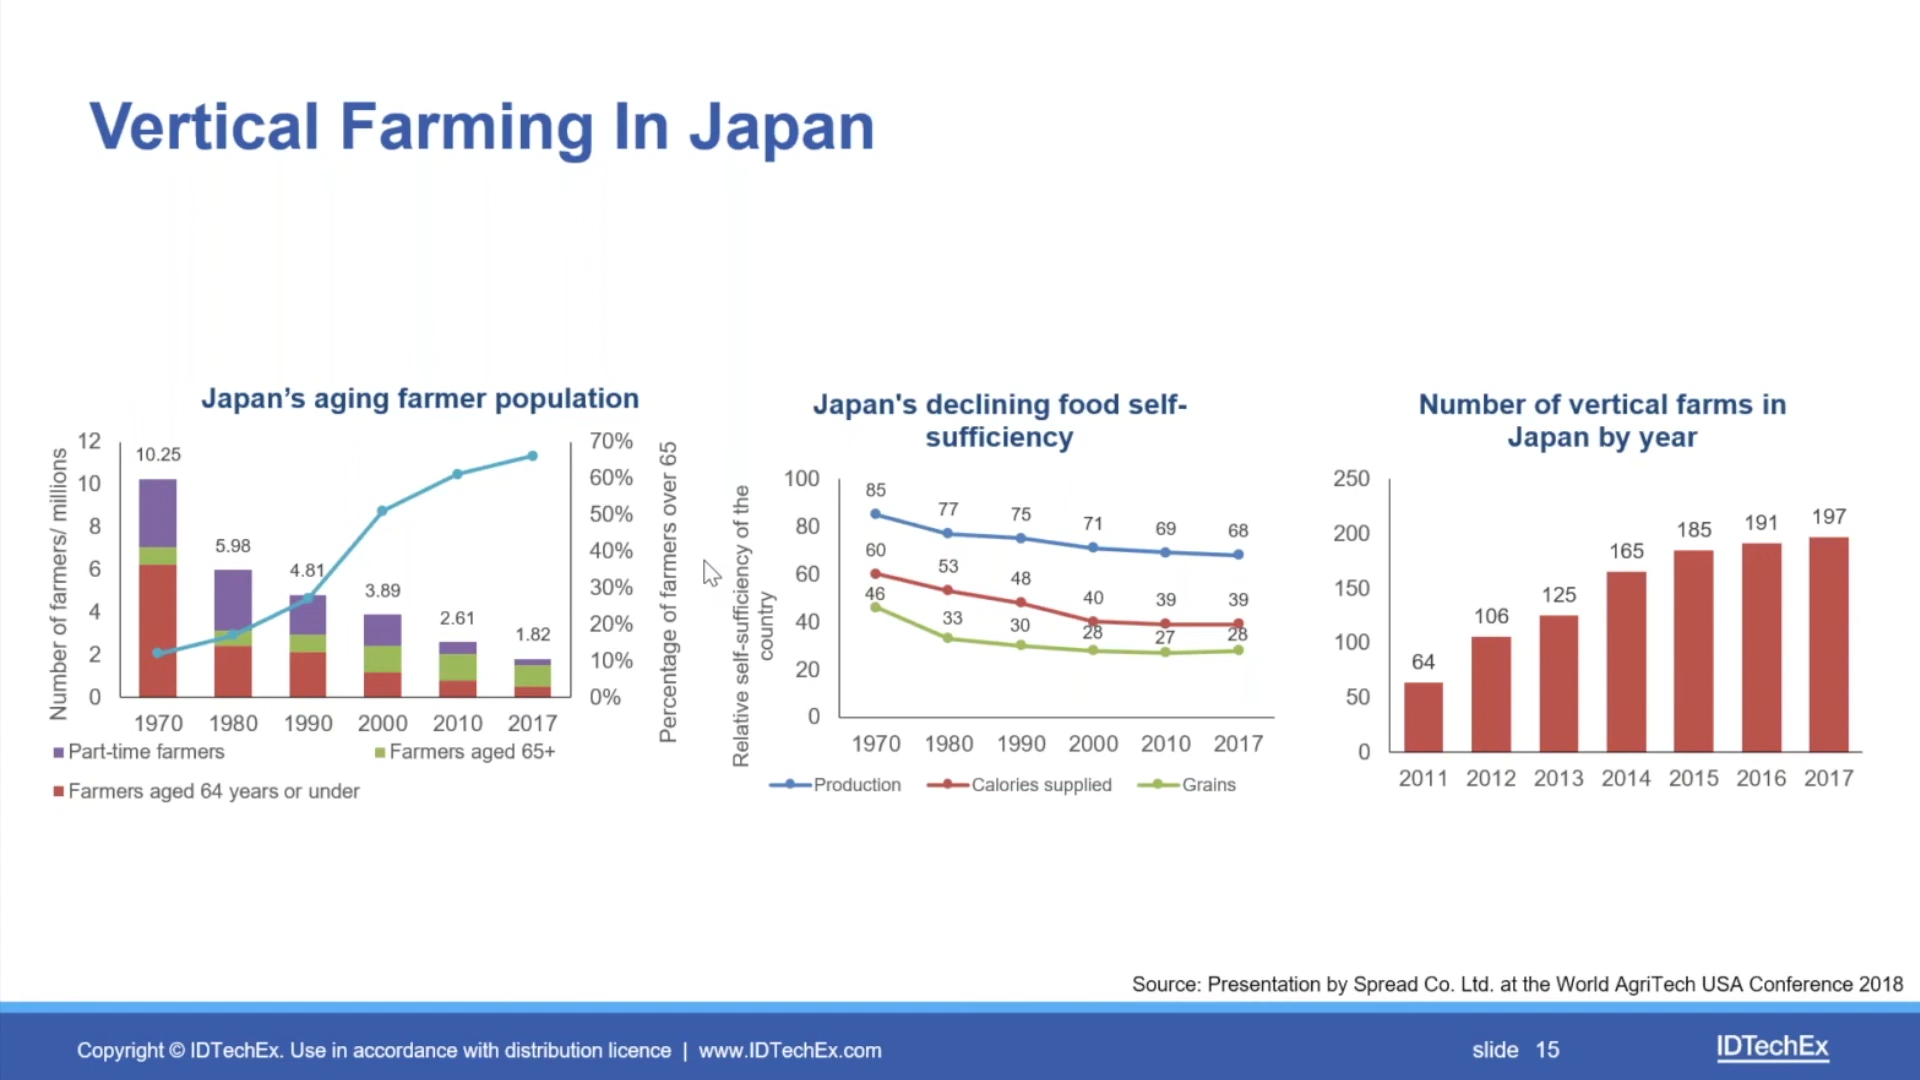 Vertical Farming In Japan
Japan’s aging farmer population
Number of farmers/ millions
12
10
8
6
4
2
0
10.25
5.98
4.81
3.89
2.61
1.82
70%
60%
50%
40%
30%
20%
10%
0%
Percentage of farmers over 65
1970 1980 1990 2000 2010 2017
Part-time farmers
Farmers aged 65+
Farmers aged 64 years or under
Japan's declining food self-
sufficiency
Relative self-sufficiency of the
country
100
80
60
40
20
0
85 77 75 71 69 68
60 53 48 40 39 39
46 33 30 28 27 28
1970 1980 1990 2000 2010 2017
Production Calories supplied Grains
Number of vertical farms in
Japan by year
250
200
150
100
50
0
64 106 125 165 185 191 197
2011 2012 2013 2014 2015 2016 2017
Source: Presentation by Spread Co. Ltd. at the World AgriTech USA Conference 2018
Copyright © IDTechEx. Use in accordance with distribution licence | www.IDTechEx.com
slide 15
IDTechEx